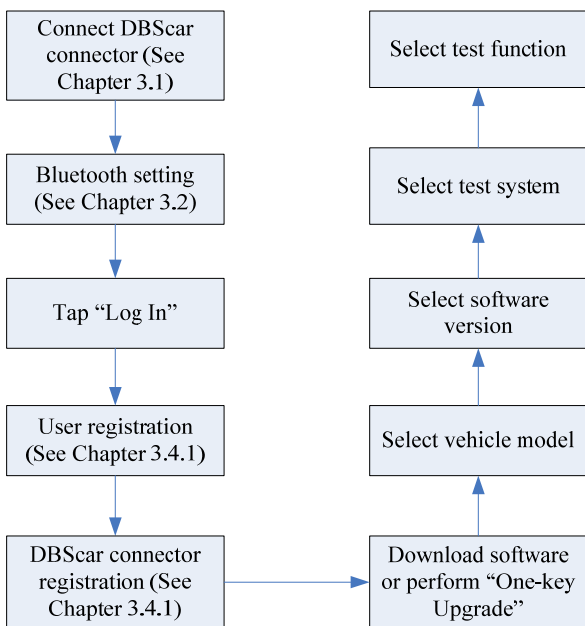 Connect DBScar
connector (See
Chapter 3.1)
Bluetooth setting
(See Chapter 3.2)
Tap “Log In”
User registration
(See Chapter 3.4.1)
DBScar connector
registration (See
Chapter 3.4.1)
Download software
or perform “One-key
Upgrade”
Select vehicle model
Select software
version
Select test system
Select test function